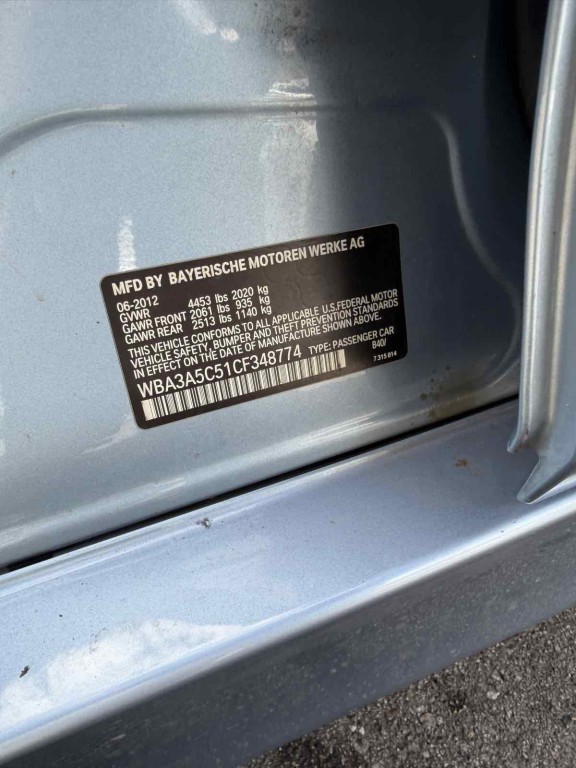 MFD BY BAYERISCHE MOTOREN WERKE AG
06-2012
GVWR 4453 lbs 2020 kg
GAWR FRONT 2061 lbs 935 kg
GAWR REAR 2513 lbs 1140 kg
THIS VEHICLE CONFORMS TO ALL APPLICABLE U.S.FEDERAL MOTOR
VEHICLE SAFETY, BUMPER AND THEFT PREVENTION STANDARDS
IN EFFECT ON THE DATE OF MANUFACTURE SHOWN ABOVE.
WBA3A5C51CF348774 TYPE: PASSENGER CAR
B40/
7 315 814